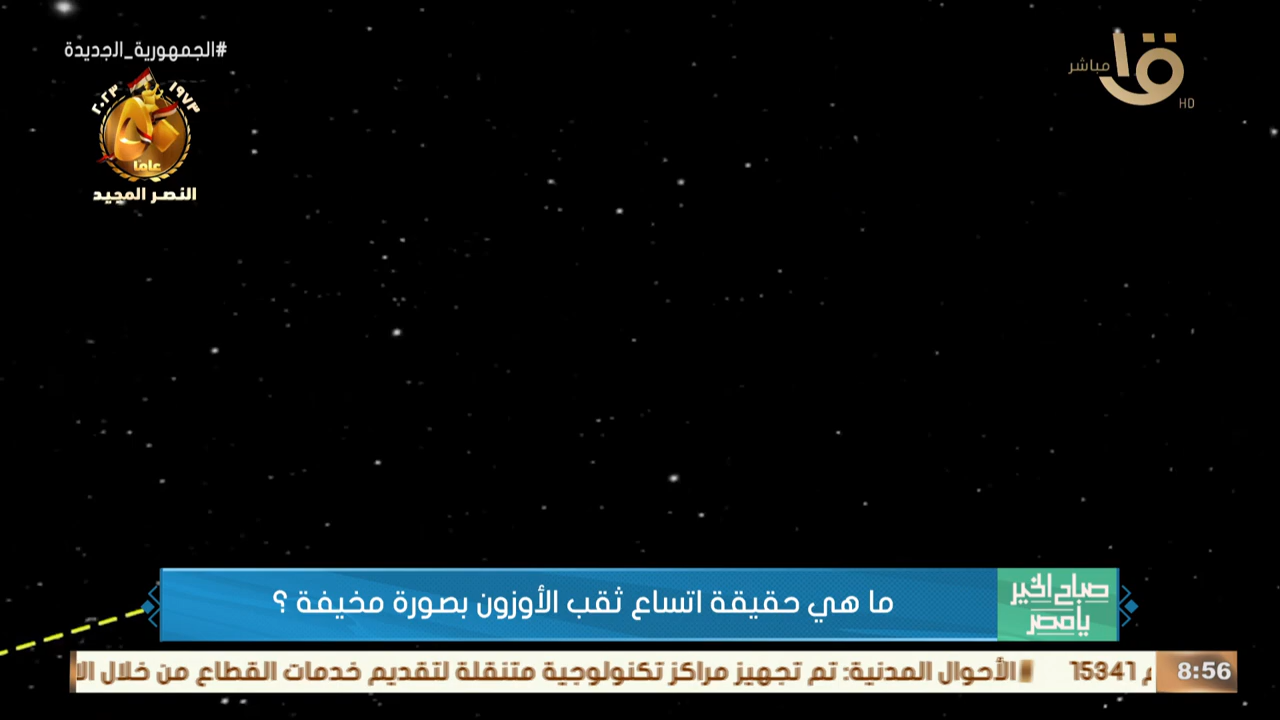 #الجمهورية_الجديدة
١٩٧٣ ٢٠٢٣
٥٠
عامًا
النصر المجيد
مباشر
HD
ما هي حقيقة اتساع ثقب الأوزون بصورة مخيفة ؟
صباح الخير
يا مصر
8:56
15341 الأحوال المدنية: تم تجهيز مراكز تكنولوجية متنقلة لتقديم خدمات القطاع من خلال